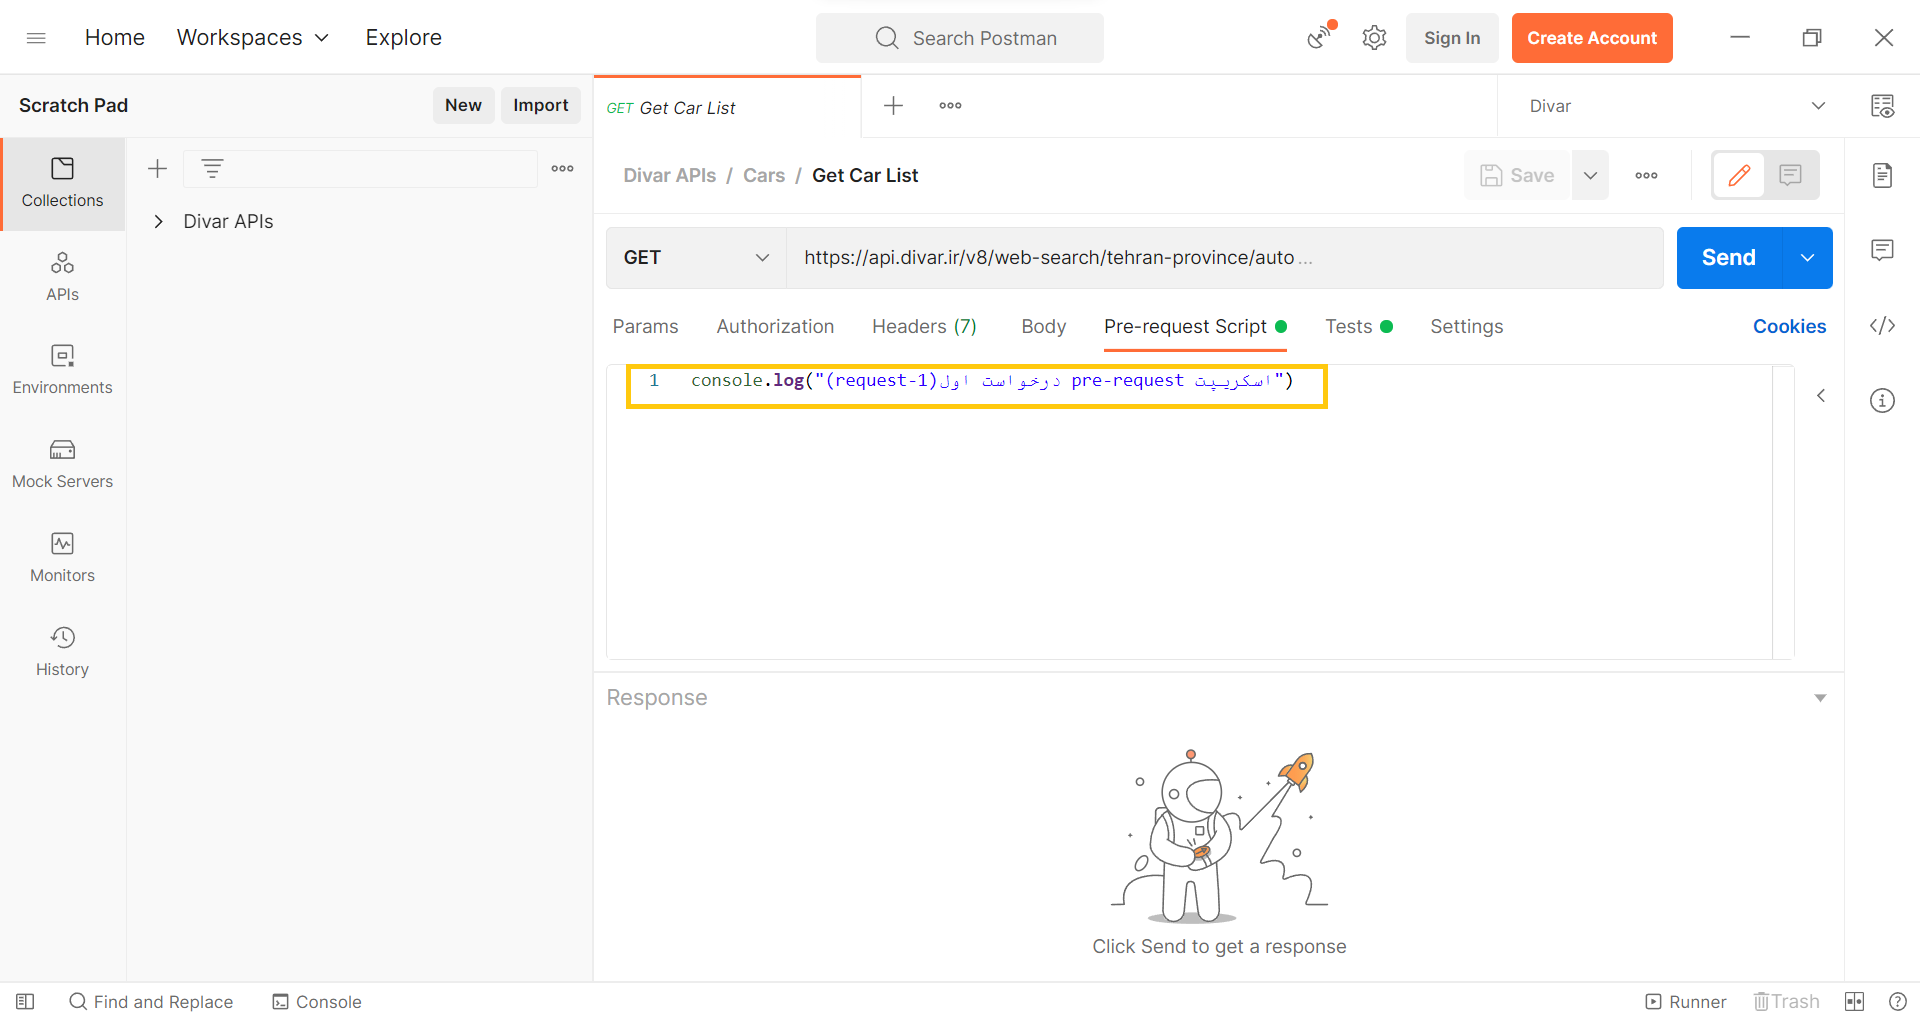 Home
Workspaces
Explore
Search Postman
Sign In
Create Account
Scratch Pad
New
Import
GET Get Car List
Divar
Collections
Divar APIs
APIs
Environments
Mock Servers
Monitors
History
Divar APIs / Cars / Get Car List
Save
GET
https://api.divar.ir/v8/web-search/tehran-province/auto ...
Send
Params
Authorization
Headers (7)
Body
Pre-request Script
Tests
Settings
Cookies
1 console.log("اسکریپت pre-request درخواست اول(request-1)")
Response
Click Send to get a response
Find and Replace
Console
Runner
Trash